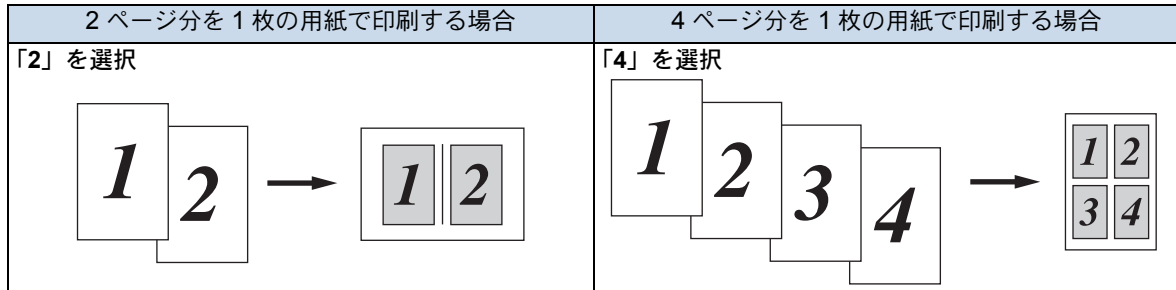 2 ページ分を 1 枚の用紙で印刷する場合
4 ページ分を 1 枚の用紙で印刷する場合
「2」を選択
1
2
1 2
「4」を選択
1
2
3
4
1 2
3 4